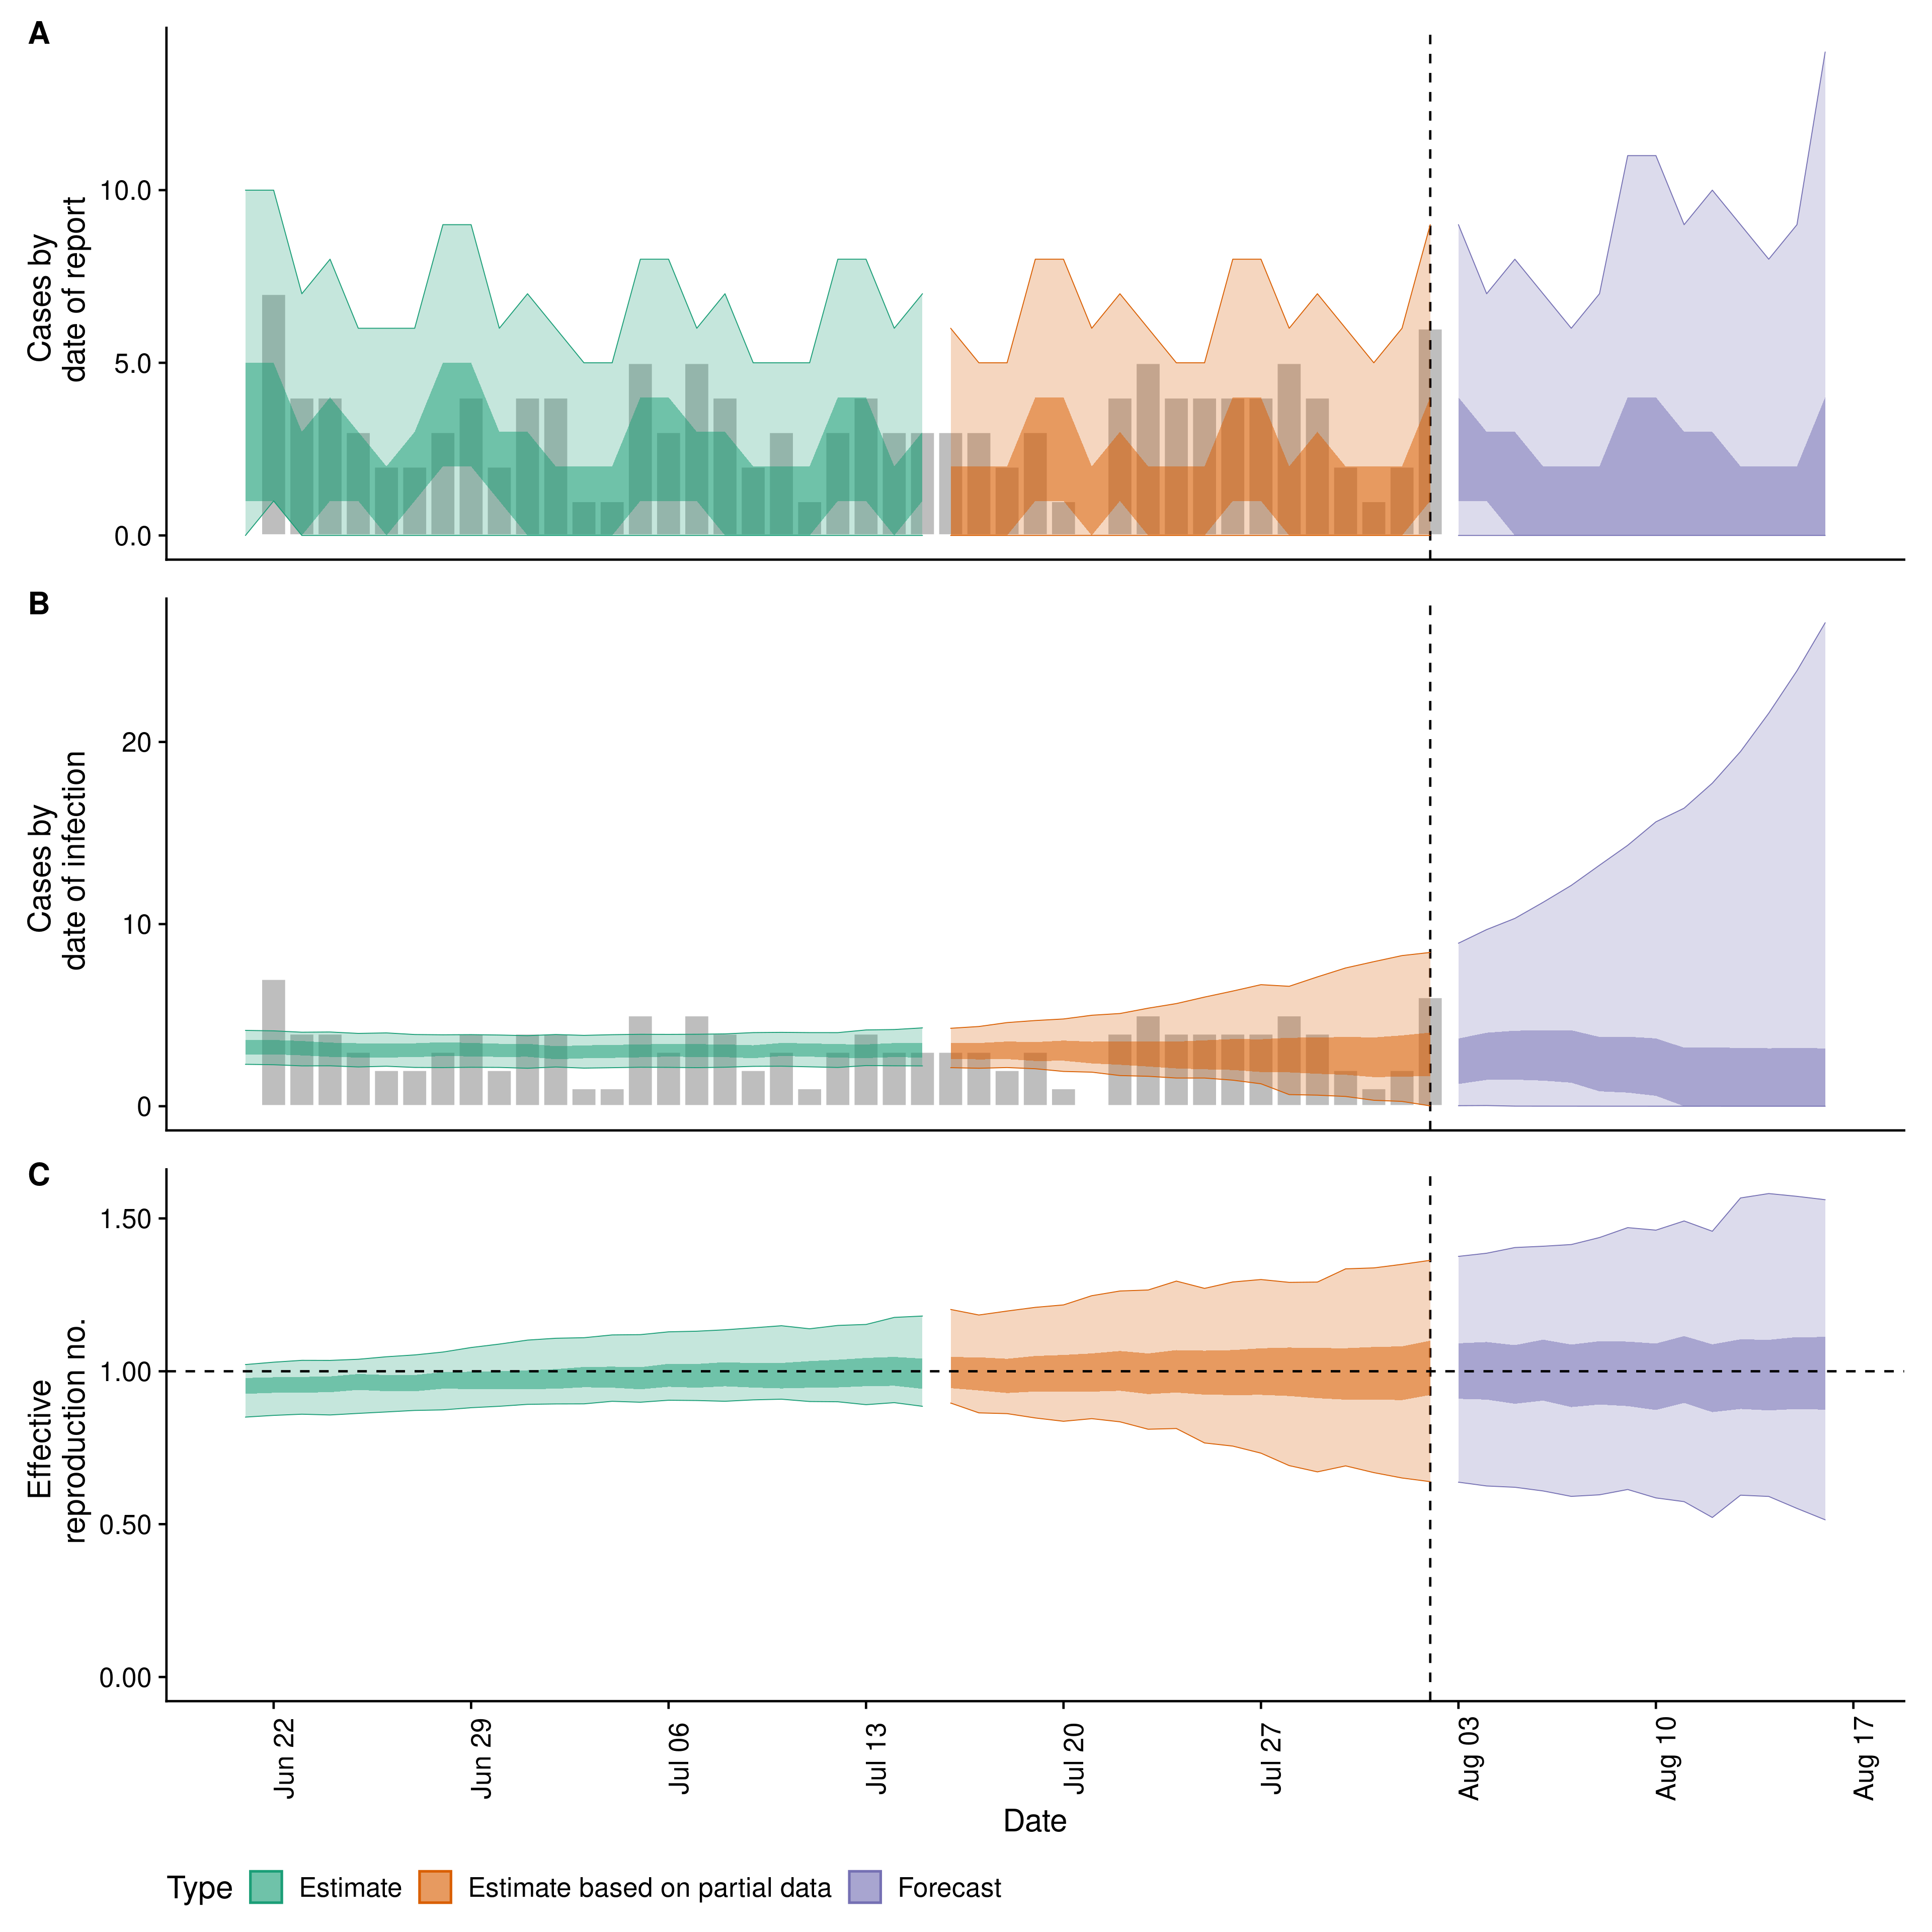 A
Cases by
date of report
10.0
5.0
0.0
B
Cases by
date of infection
20
10
0
C
Effective
reproduction no.
1.50
1.00
0.50
0.00
Jun 22
Jun 29
Jul 06
Jul 13
Jul 20
Jul 27
Aug 03
Aug 10
Aug 17
Date
Type
Estimate
Estimate based on partial data
Forecast